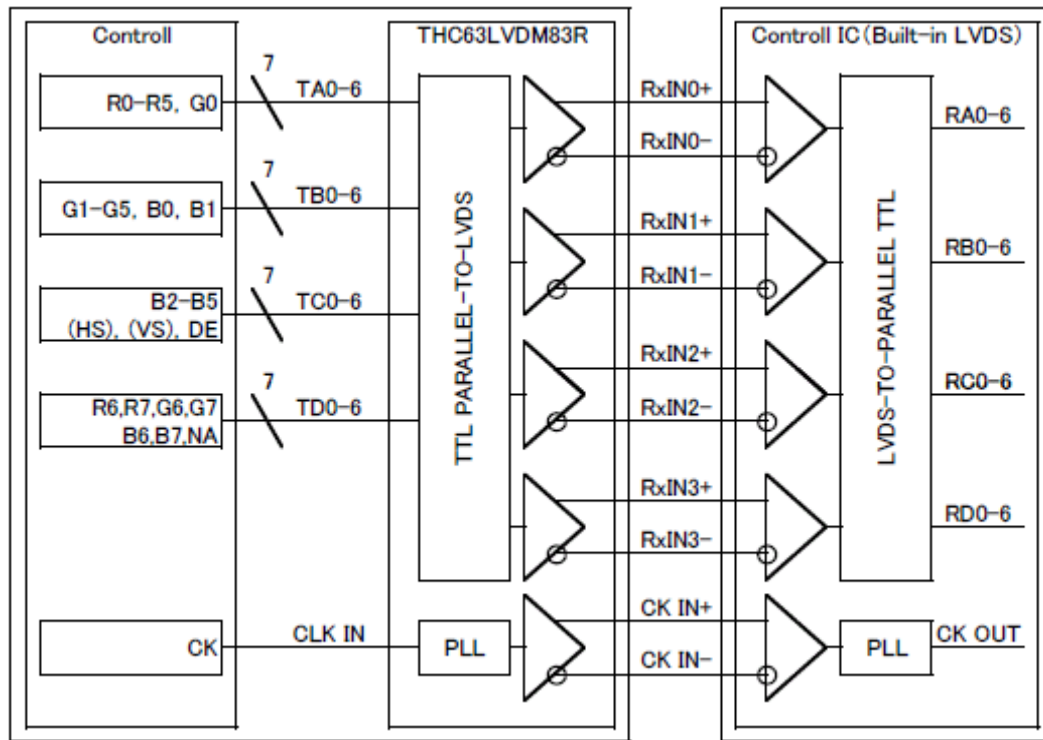 Controll
THC63LVDM83R
Controll IC(Built-in LVDS)
R0-R5, G0
7
TA0-6
RxIN0+
RxIN0-
RA0-6
G1-G5, B0, B1
7
TB0-6
RxIN1+
RxIN1-
RB0-6
B2-B5
(HS), (VS), DE
7
TC0-6
RxIN2+
RxIN2-
RC0-6
R6,R7,G6,G7
B6,B7,NA
7
TD0-6
RxIN3+
RxIN3-
RD0-6
TTL PARALLEL-TO-LVDS
LVDS-TO-PARALLEL TTL
CK
CLK IN
PLL
CK IN+
CK IN-
PLL
CK OUT